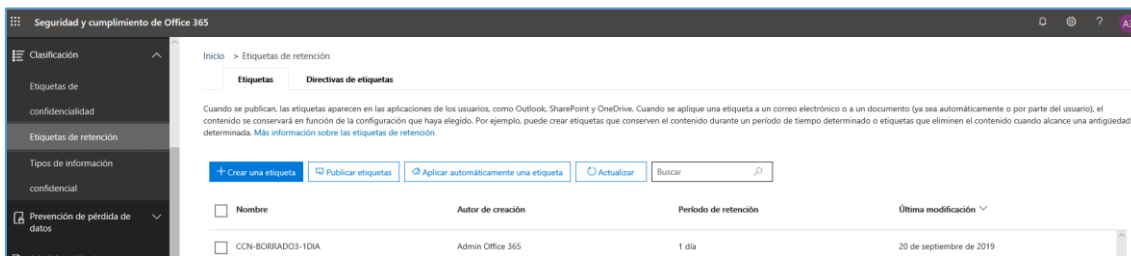 Seguridad y cumplimiento de Office 365
?
Clasificación
Etiquetas de
confidencialidad
Etiquetas de retención
Tipos de información
confidencial
Prevención de pérdida de
datos
Inicio > Etiquetas de retención
Etiquetas Directivas de etiquetas
Cuando se publican, las etiquetas aparecen en las aplicaciones de los usuarios, como Outlook, SharePoint y OneDrive. Cuando se aplique una etiqueta a un correo electrónico o a un documento (ya sea automáticamente o por parte del usuario), el
contenido se conservará en función de la configuración que haya elegido. Por ejemplo, puede crear etiquetas que conserven el contenido durante un período de tiempo determinado o etiquetas que eliminen el contenido cuando alcance una antigüedad
determinada. Más información sobre las etiquetas de retención
+ Crear una etiqueta Publicar etiquetas Aplicar automáticamente una etiqueta Actualizar Buscar
Nombre Autor de creación Período de retención Última modificación
CCN-BORRADO3-1DIA Admin Office 365 1 día 20 de septiembre de 2019